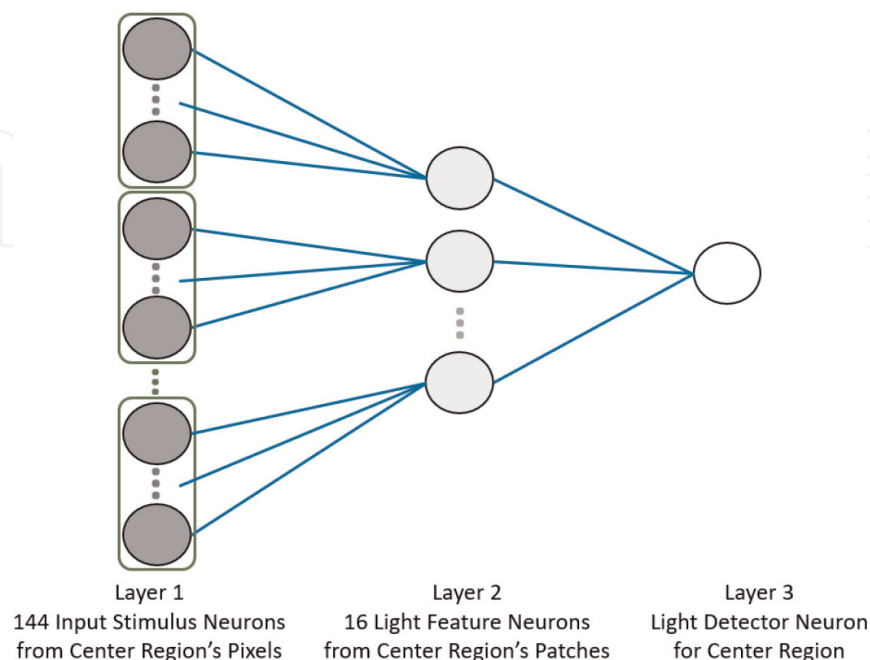 Layer 1
144 Input Stimulus Neurons
from Center Region's Pixels
Layer 2
16 Light Feature Neurons
from Center Region's Patches
Layer 3
Light Detector Neuron
for Center Region